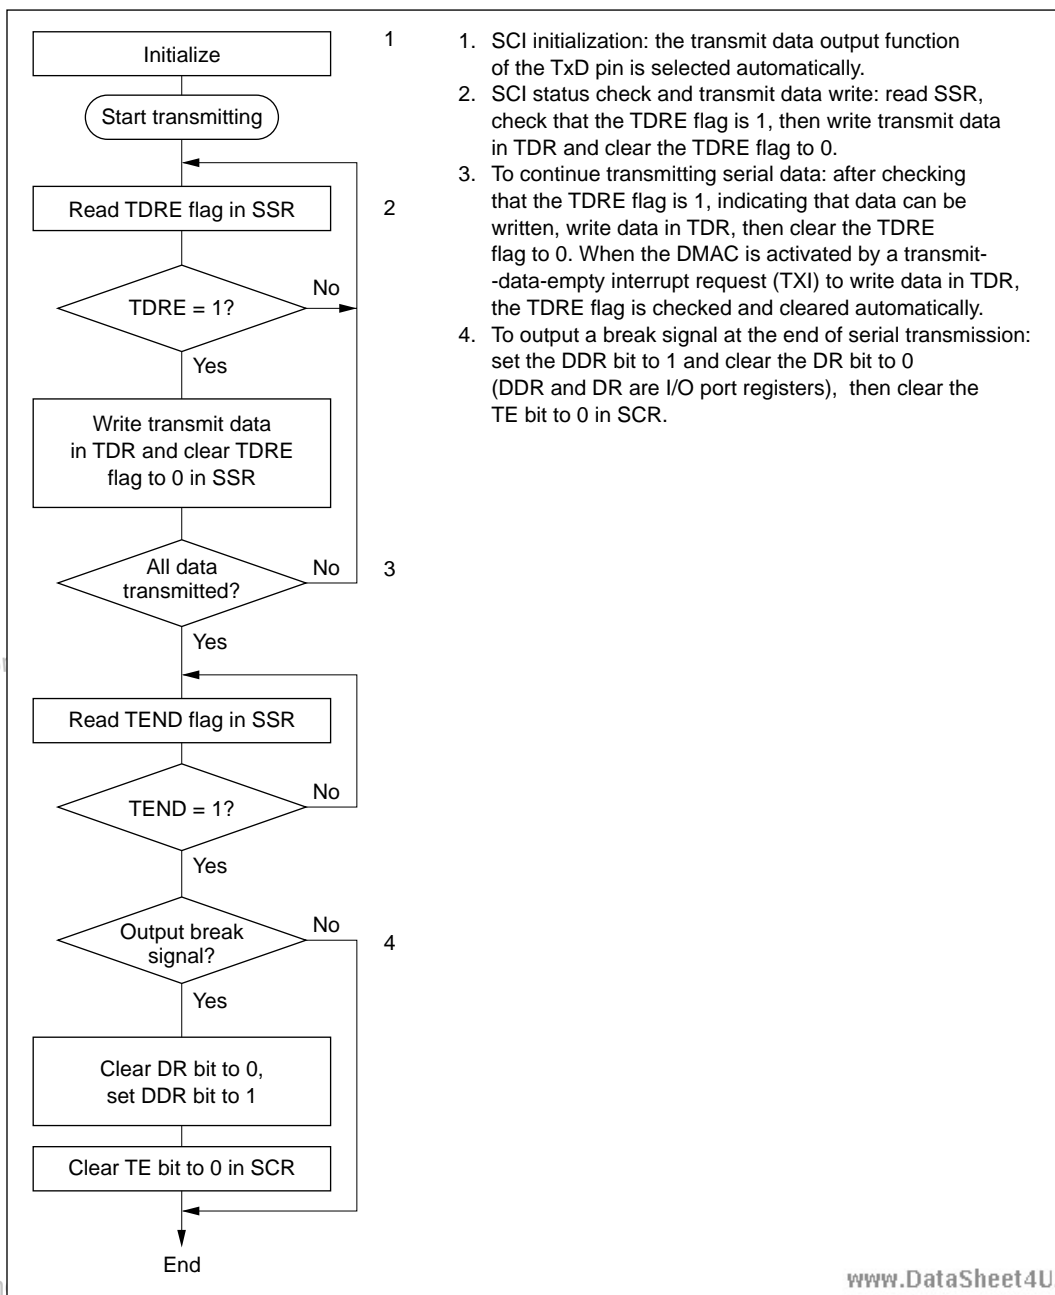 Initialize
1
Start transmitting
Read TDRE flag in SSR
2
TDRE = 1?
No
Yes
Write transmit data
in TDR and clear TDRE
flag to 0 in SSR
All data
transmitted?
No
3
Yes
Read TEND flag in SSR
TEND = 1?
No
Yes
Output break
signal?
No
4
Yes
Clear DR bit to 0,
set DDR bit to 1
Clear TE bit to 0 in SCR
End
1. SCI initialization: the transmit data output function
of the TxD pin is selected automatically.
2. SCI status check and transmit data write: read SSR,
check that the TDRE flag is 1, then write transmit data
in TDR and clear the TDRE flag to 0.
3. To continue transmitting serial data: after checking
that the TDRE flag is 1, indicating that data can be
written, write data in TDR, then clear the TDRE
flag to 0. When the DMAC is activated by a transmit-
-data-empty interrupt request (TXI) to write data in TDR,
the TDRE flag is checked and cleared automatically.
4. To output a break signal at the end of serial transmission:
set the DDR bit to 1 and clear the DR bit to 0
(DDR and DR are I/O port registers), then clear the
TE bit to 0 in SCR.
www.DataSheet4U